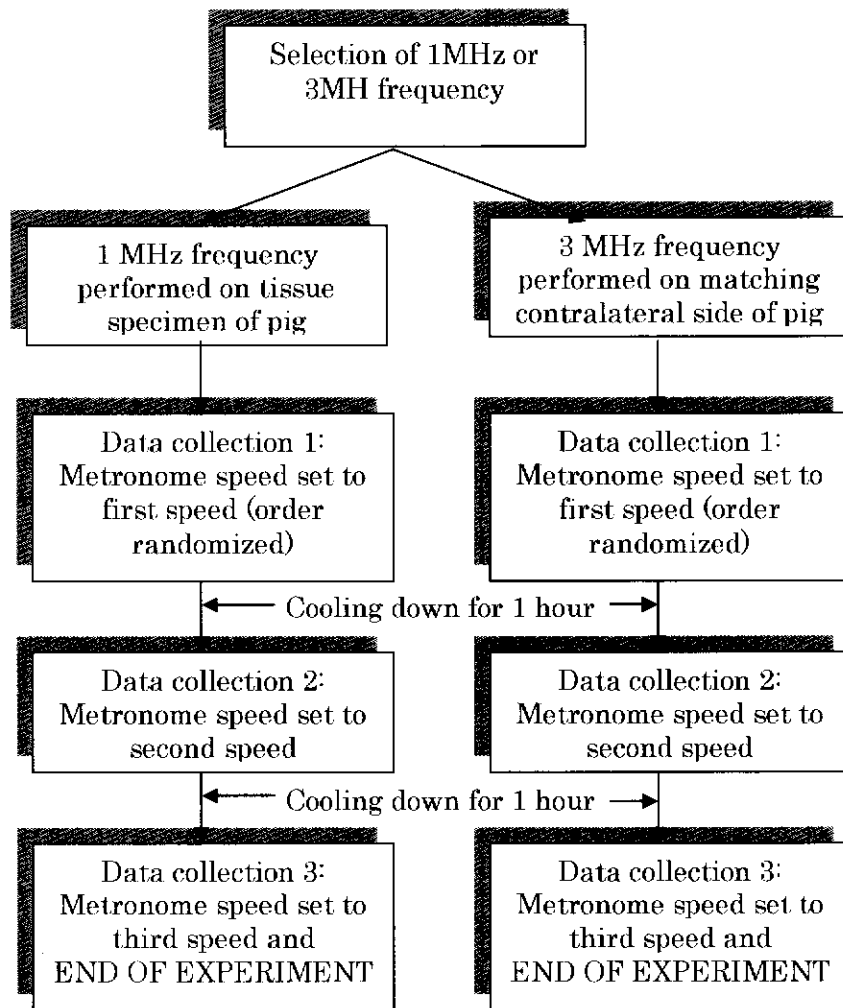 Selection of 1MHz or
3MH frequency
1 MHz frequency
performed on tissue
specimen of pig
3 MHz frequency
performed on matching
contralateral side of pig
Data collection 1:
Metronome speed set to
first speed (order
randomized)
Data collection 1:
Metronome speed set to
first speed (order
randomized)
Cooling down for 1 hour
Data collection 2:
Metronome speed set to
second speed
Data collection 2:
Metronome speed set to
second speed
Cooling down for 1 hour
Data collection 3:
Metronome speed set to
third speed and
END OF EXPERIMENT
Data collection 3:
Metronome speed set to
third speed and
END OF EXPERIMENT